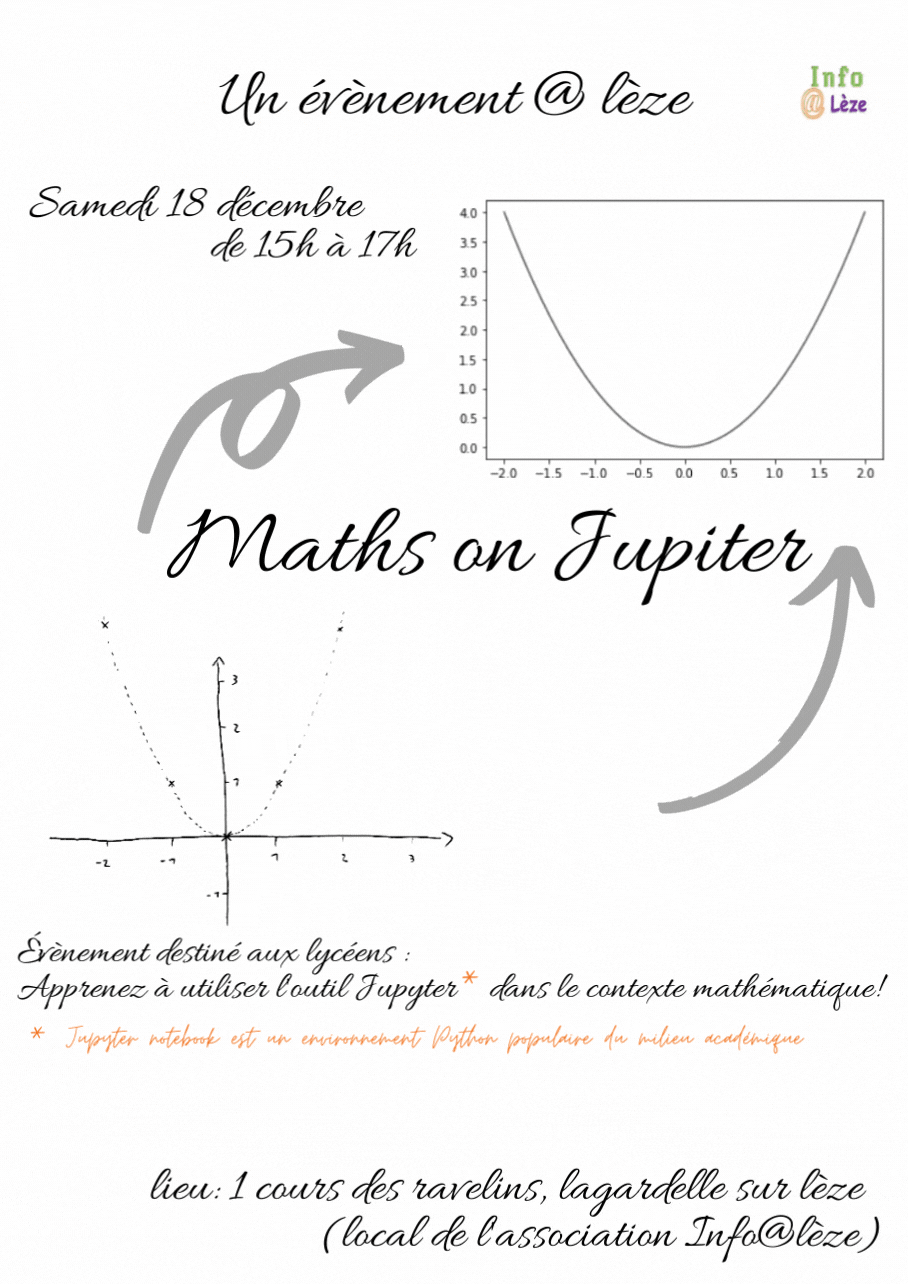 Un évènement @ lèze
Info
@ Lèze
Samedi 18 décembre
de 15h à 17h
4.0
3.5
3.0
2.5
2.0
1.5
1.0
0.5
0.0
−2.0 −1.5 −1.0 −0.5 0.0 0.5 1.0 1.5 2.0
Maths on Jupiter
3
2
1
-2 -1 1 2 3
-1
Évènement destiné aux lycéens :
Apprenez à utiliser l'outil Jupyter* dans le contexte mathématique!
* Jupyter notebook est un environnement Python populaire du milieu académique
lieu: 1 cours des ravelins, lagardelle sur lèze
(local de l'association Info@lèze)